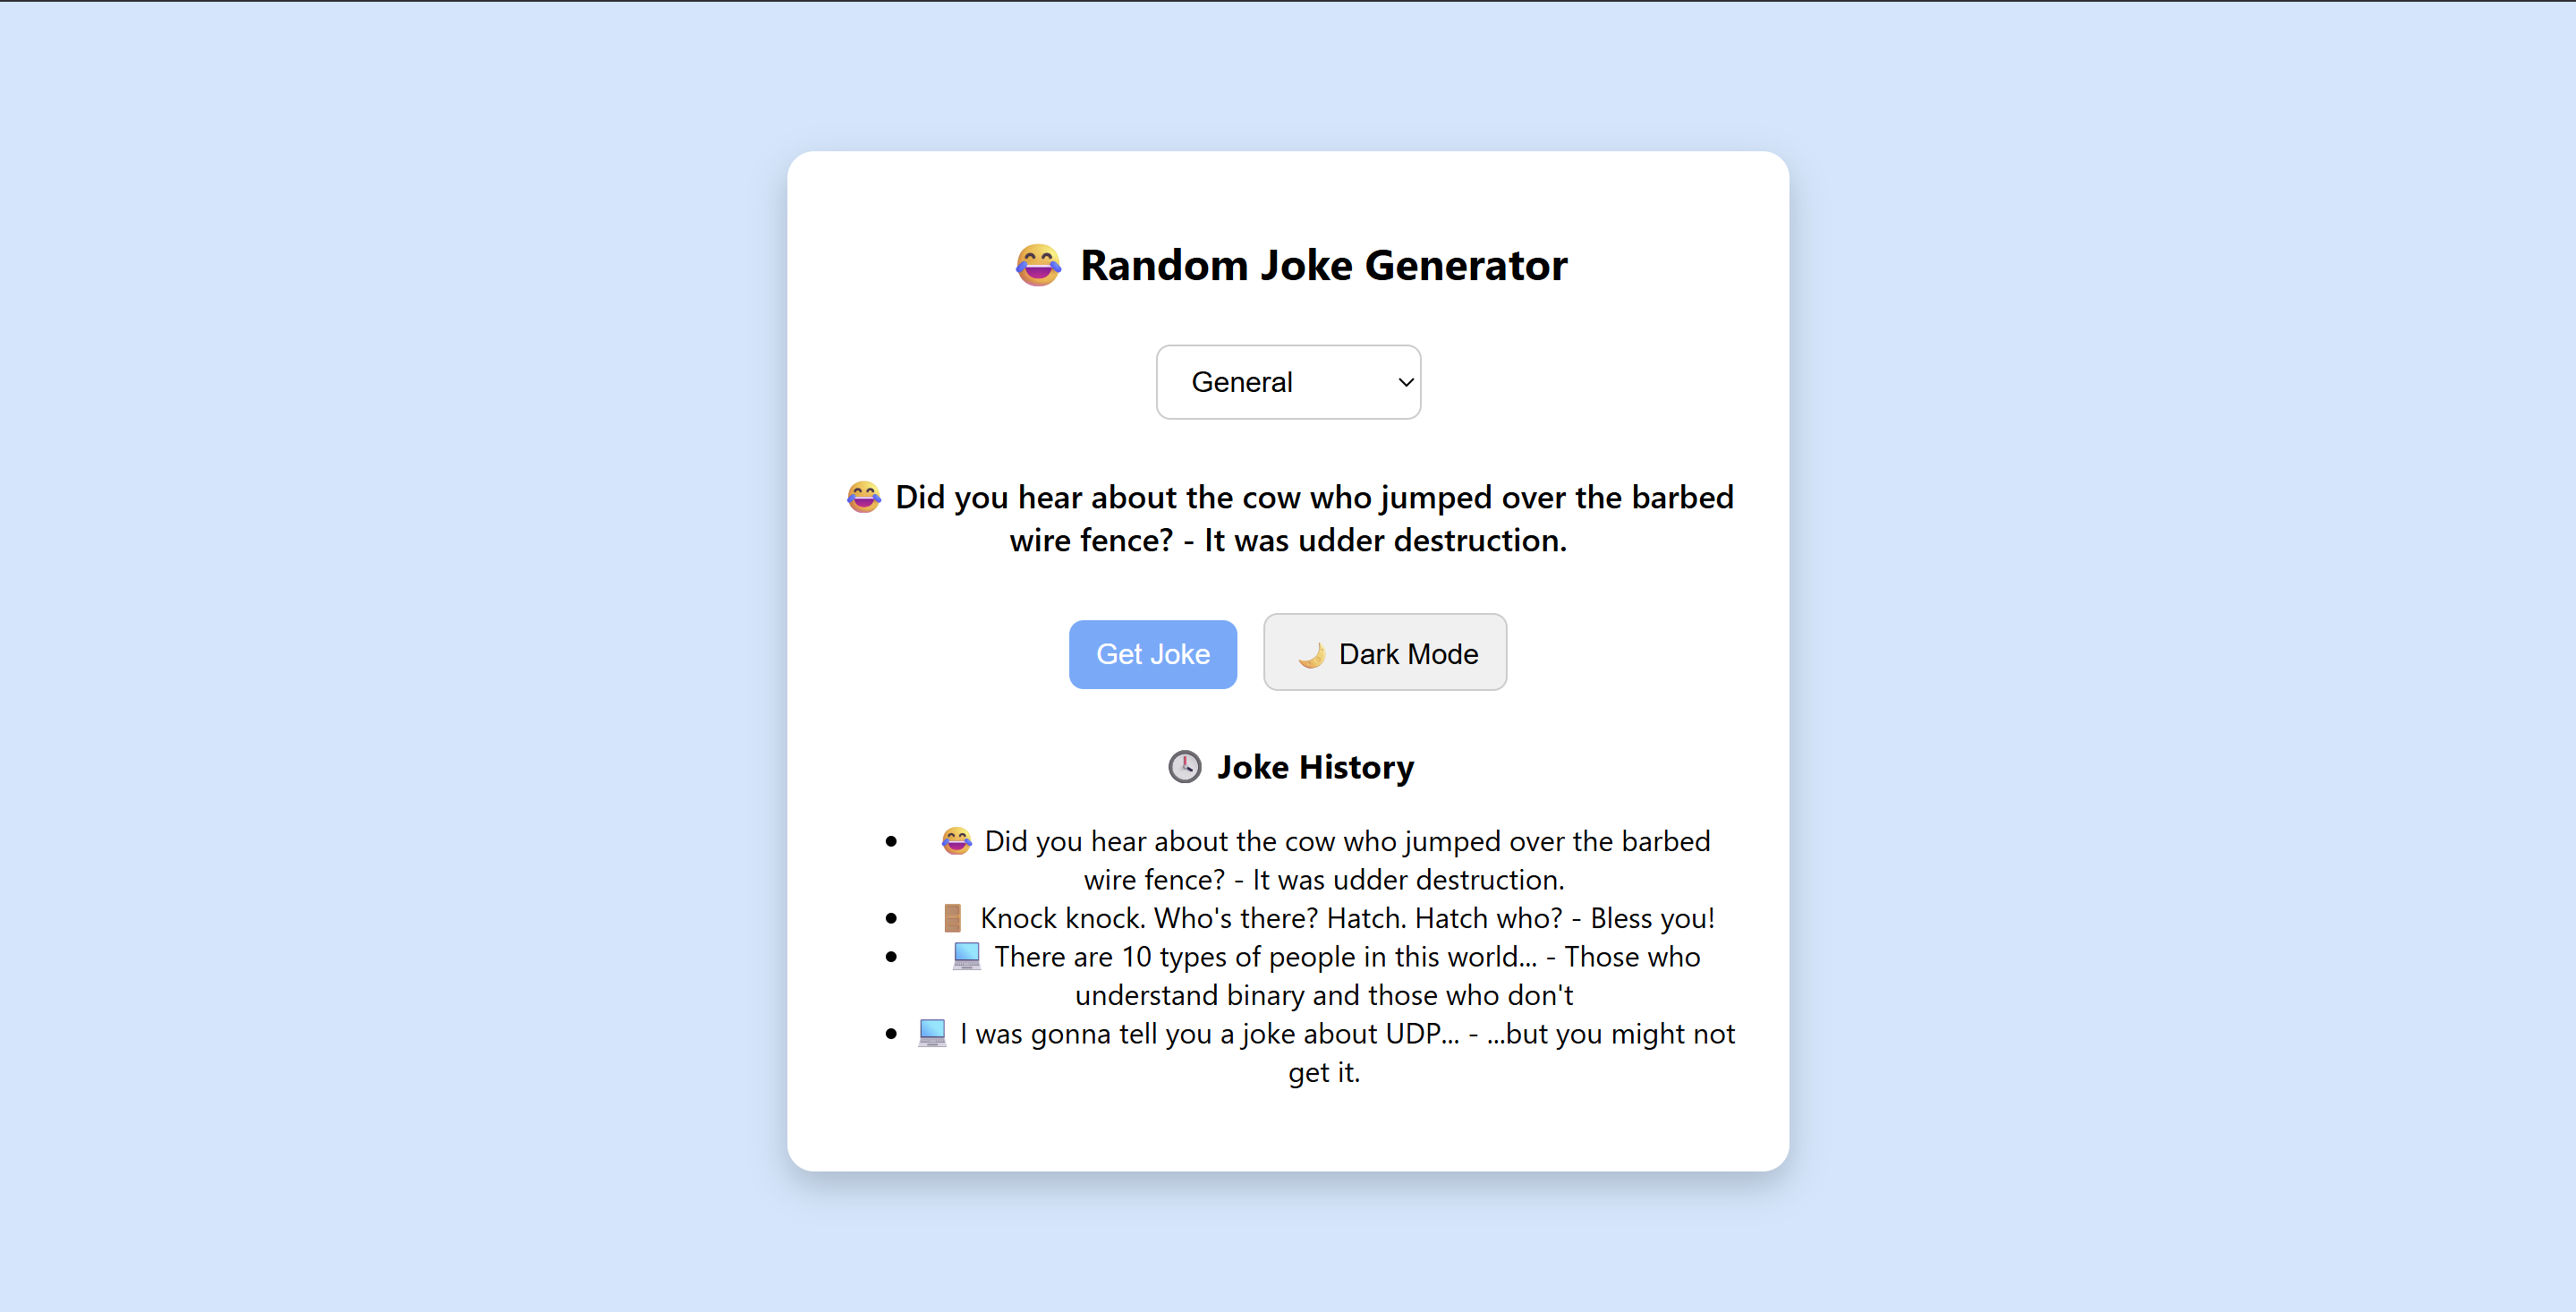 😂 Random Joke Generator
General
😂 Did you hear about the cow who jumped over the barbed
wire fence? - It was udder destruction.
Get Joke
🌙 Dark Mode
🕒 Joke History
😂 Did you hear about the cow who jumped over the barbed
wire fence? - It was udder destruction.
🚪 Knock knock. Who's there? Hatch. Hatch who? - Bless you!
💻 There are 10 types of people in this world... - Those who
understand binary and those who don't
💻 I was gonna tell you a joke about UDP... - ...but you might not
get it.